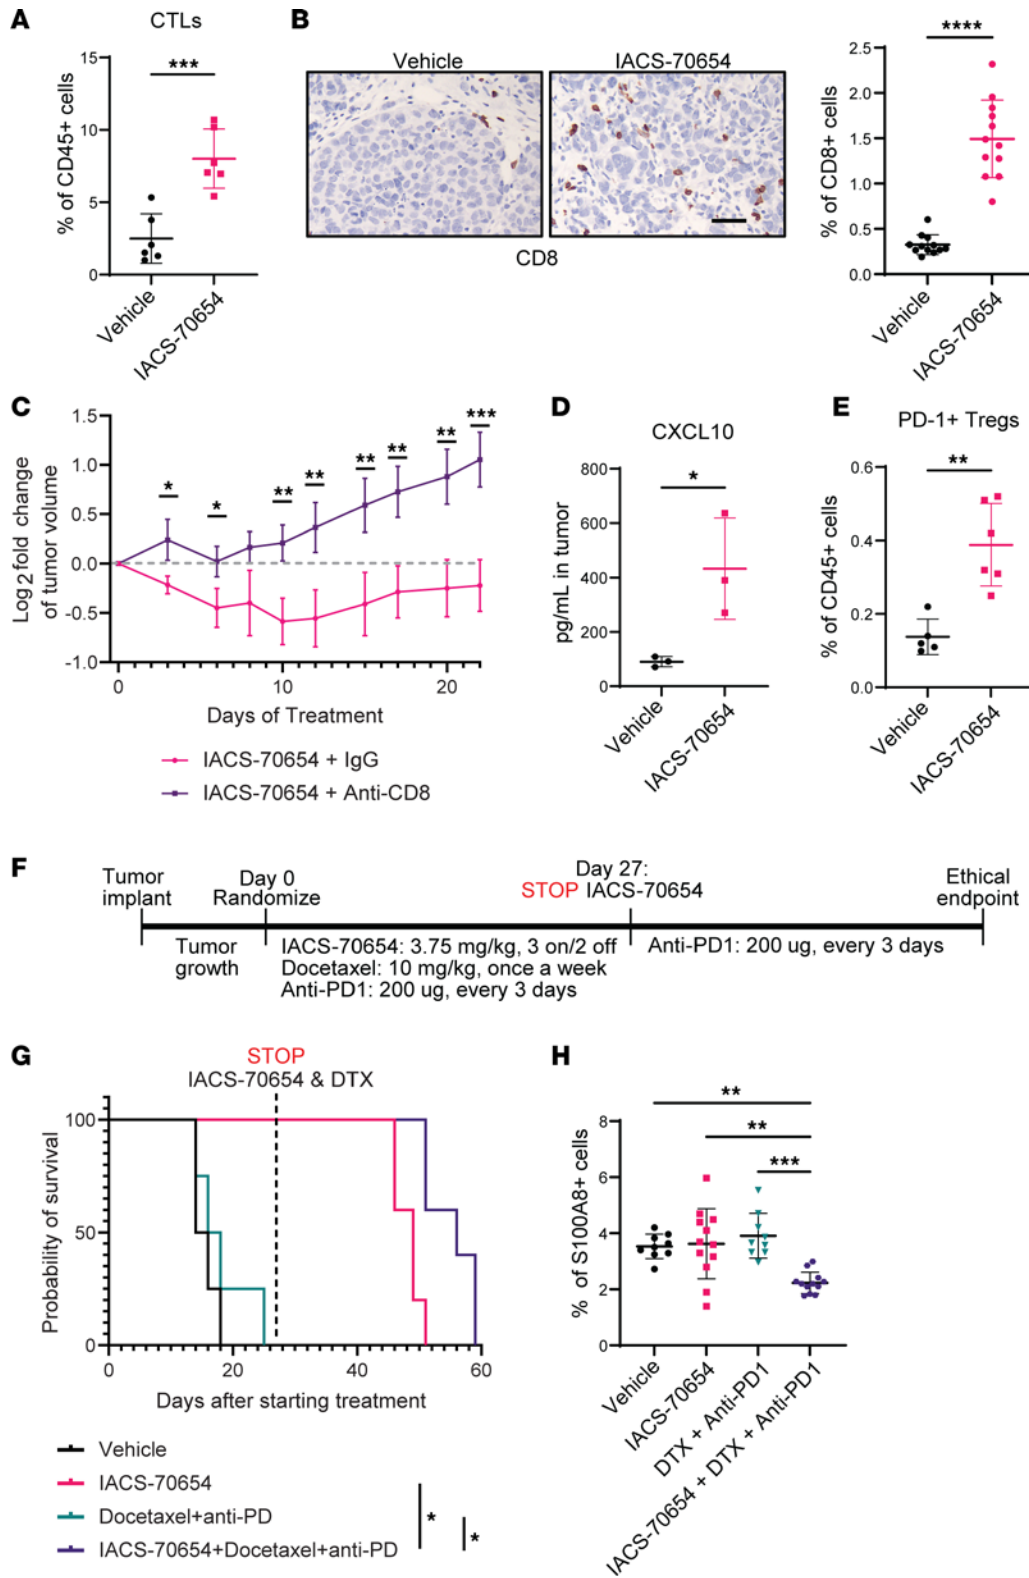 A
CTLs
% of CD45+ cells
15
10
5
0
***
Vehicle
IACS-70654
B
Vehicle
IACS-70654
CD8
% of CD8+ cells
2.5
2.0
1.5
1.0
0.5
0.0
****
Vehicle
IACS-70654
C
Log2 fold change
of tumor volume
1.5
1.0
0.5
0.0
-0.5
-1.0
* * ** ** ** ** ** ***
0 10 20
Days of Treatment
IACS-70654 + IgG
IACS-70654 + Anti-CD8
D
CXCL10
pg/mL in tumor
800
600
400
200
0
*
Vehicle
IACS-70654
E
PD-1+ Tregs
% of CD45+ cells
0.6
0.4
0.2
0.0
**
Vehicle
IACS-70654
F
Tumor
implant
Day 0
Randomize
Day 27:
STOP IACS-70654
Ethical
endpoint
Tumor
growth
IACS-70654: 3.75 mg/kg, 3 on/2 off
Docetaxel: 10 mg/kg, once a week
Anti-PD1: 200 ug, every 3 days
Anti-PD1: 200 ug, every 3 days
G
STOP
IACS-70654 & DTX
Probability of survival
100
50
0
0 20 40 60
Days after starting treatment
Vehicle
IACS-70654
Docetaxel+anti-PD
IACS-70654+Docetaxel+anti-PD
*
*
H
% of S100A8+ cells
8
6
4
2
0
**
**
***
Vehicle
IACS-70654
DTX + Anti-PD1
IACS-70654 + DTX + Anti-PD1